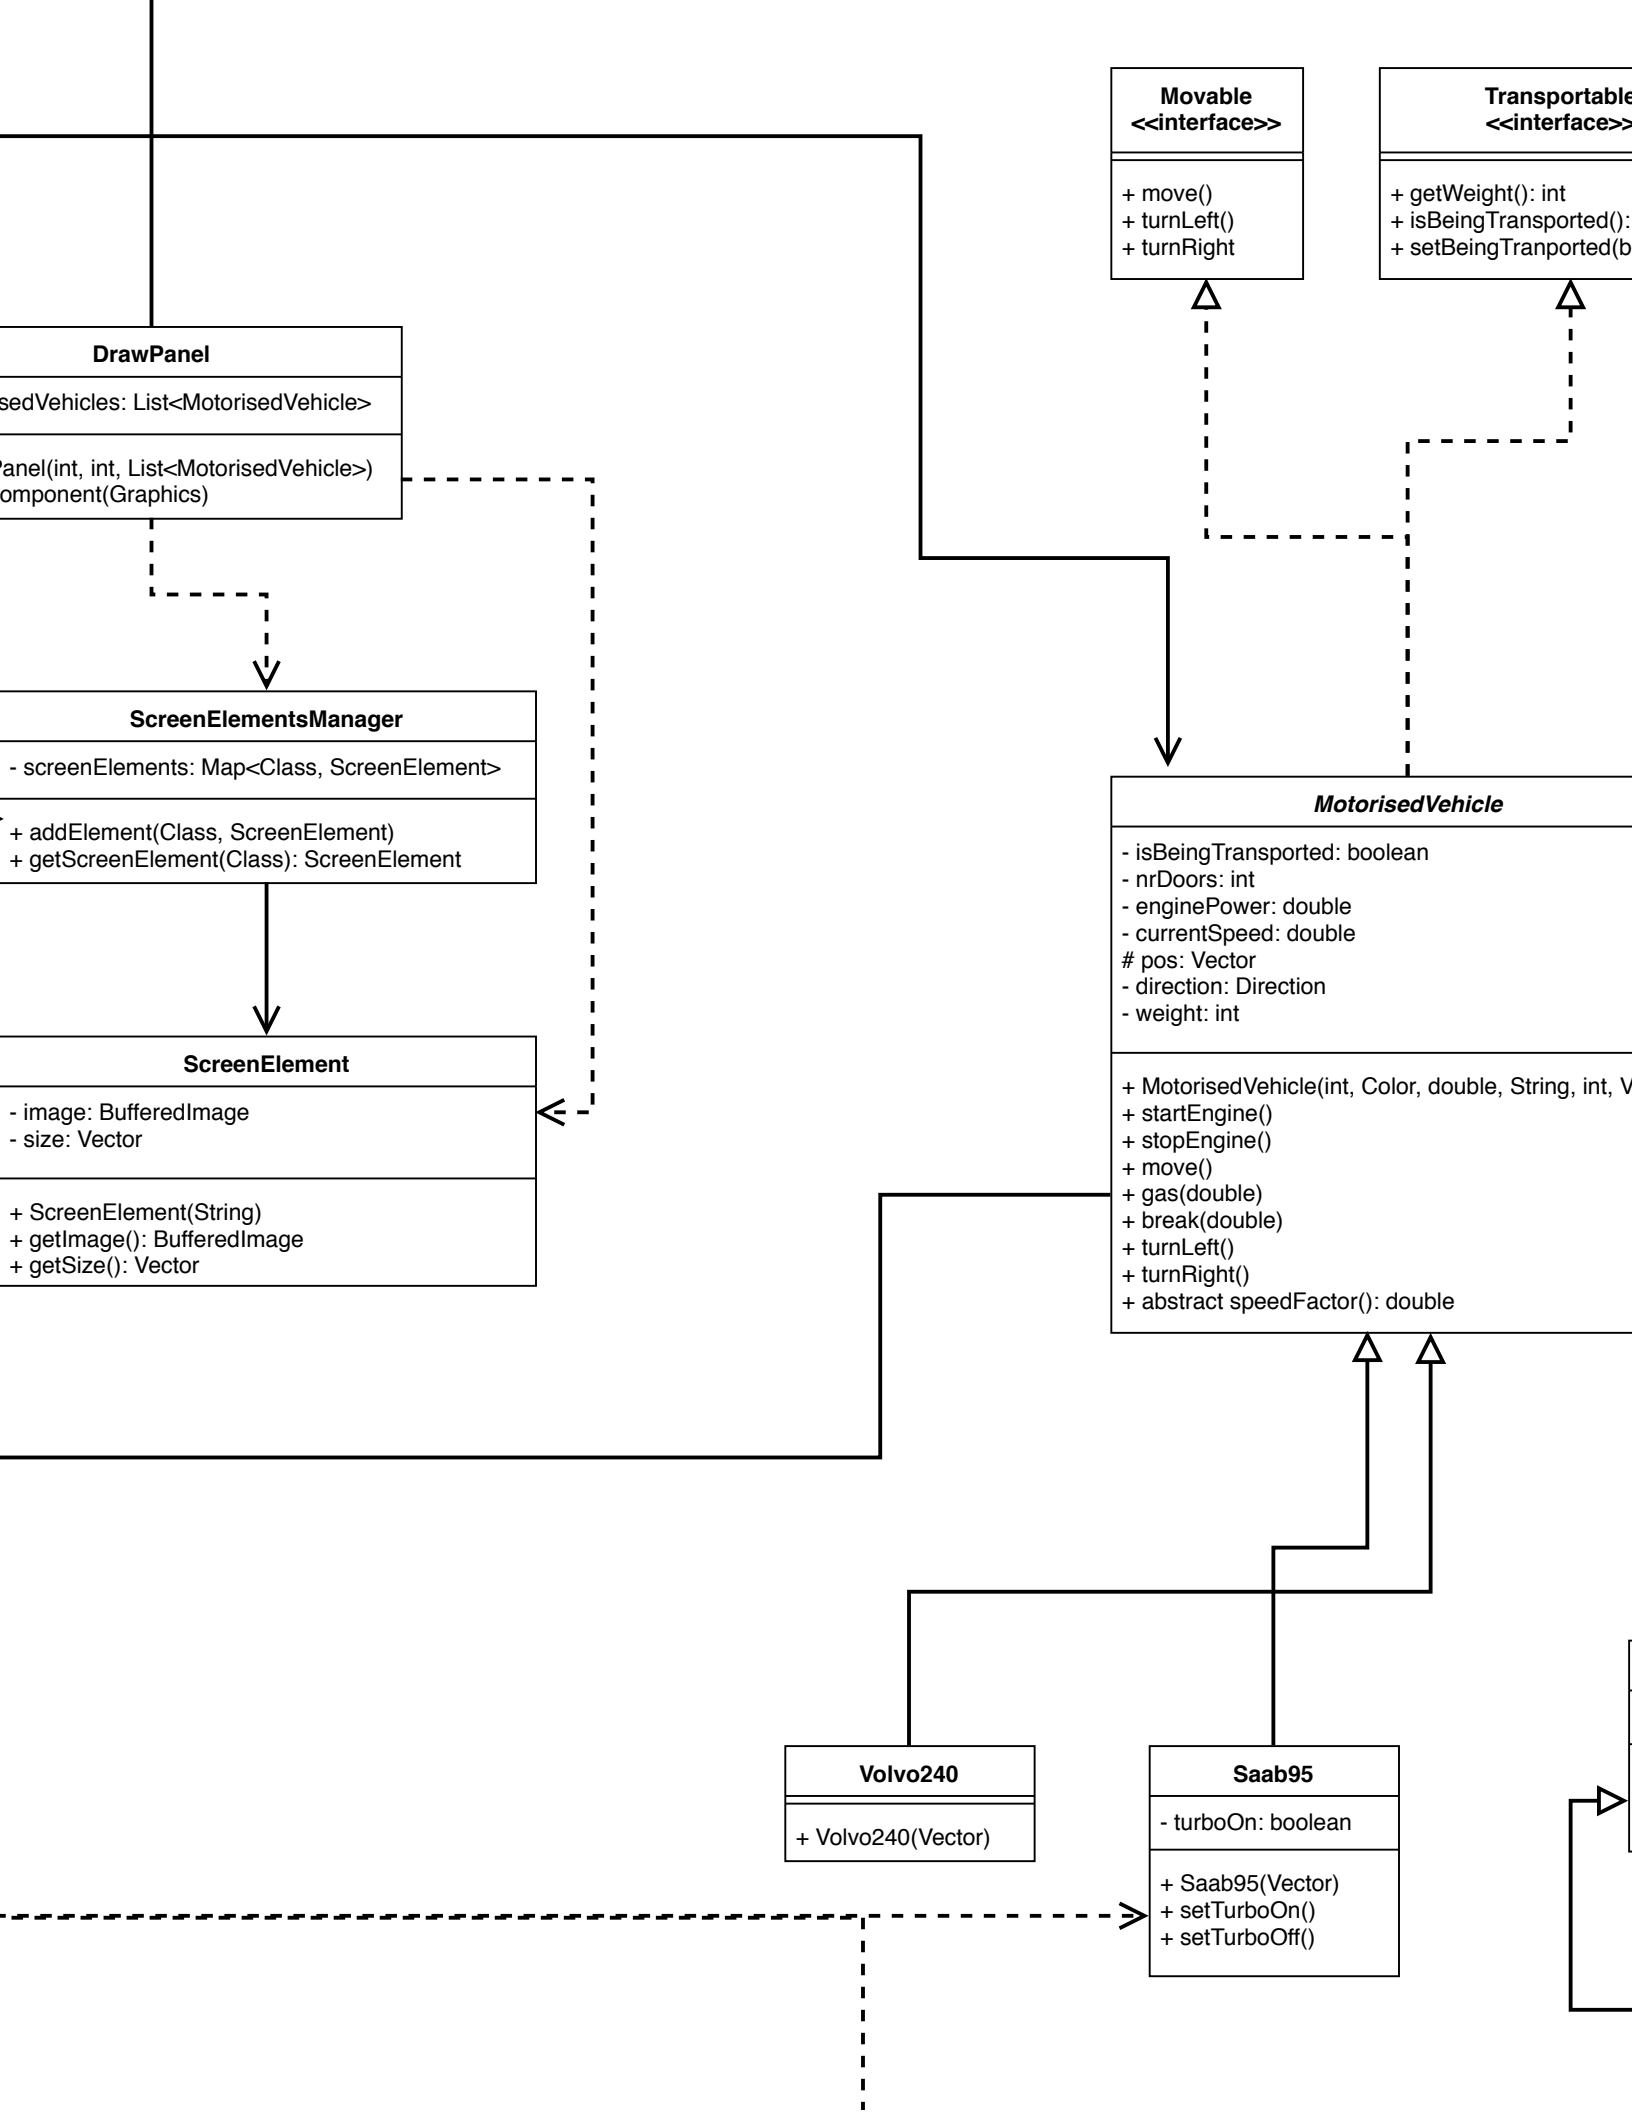 Movable
<<interface>>
+ move()
+ turnLeft()
+ turnRight
Transportable
<<interface>>
+ getWeight(): int
+ isBeingTransported():
+ setBeingTranported(b
DrawPanel
sedVehicles: List<MotorisedVehicle>
Panel(int, int, List<MotorisedVehicle>)
omponent(Graphics)
ScreenElementsManager
- screenElements: Map<Class, ScreenElement>
+ addElement(Class, ScreenElement)
+ getScreenElement(Class): ScreenElement
ScreenElement
- image: BufferedImage
- size: Vector
+ ScreenElement(String)
+ getImage(): BufferedImage
+ getSize(): Vector
MotorisedVehicle
- isBeingTransported: boolean
- nrDoors: int
- enginePower: double
- currentSpeed: double
# pos: Vector
- direction: Direction
- weight: int
+ MotorisedVehicle(int, Color, double, String, int, V
+ startEngine()
+ stopEngine()
+ move()
+ gas(double)
+ break(double)
+ turnLeft()
+ turnRight()
+ abstract speedFactor(): double
Volvo240
+ Volvo240(Vector)
Saab95
- turboOn: boolean
+ Saab95(Vector)
+ setTurboOn()
+ setTurboOff()